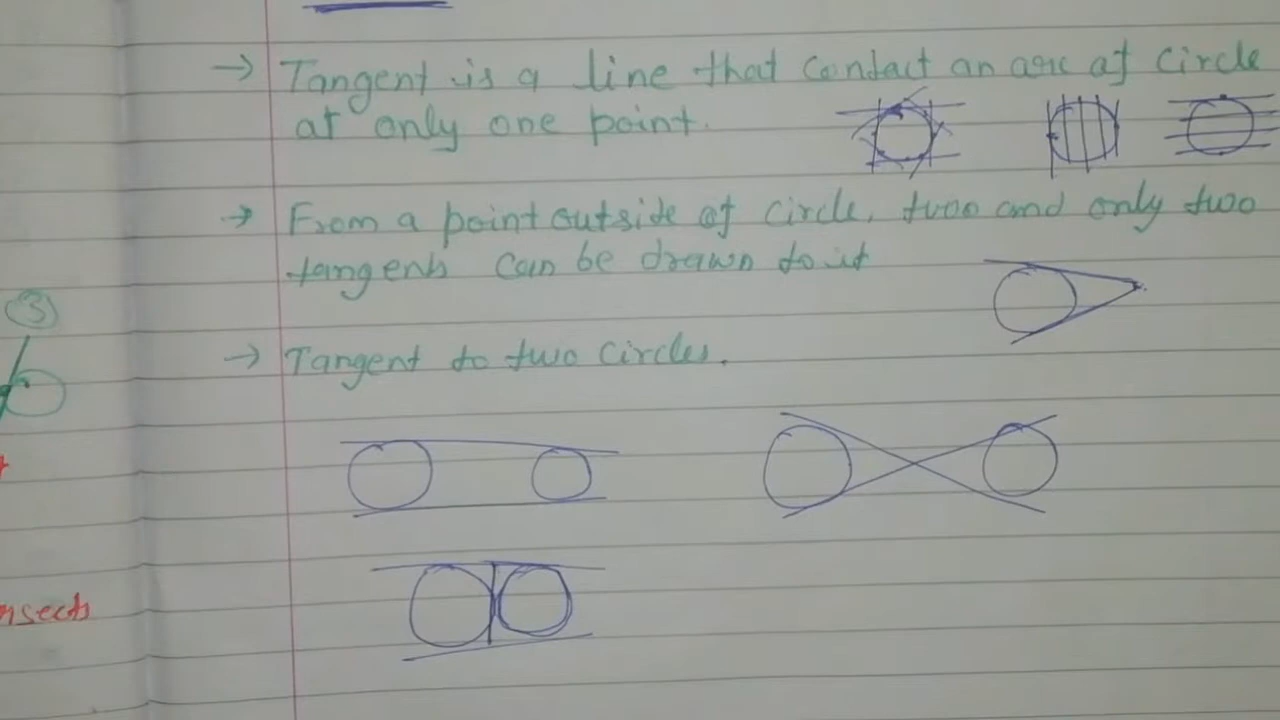 → Tangent is a line that contact an arc of circle
at only one point.
→ From a point outside of circle, two and only two
tangents can be drawn to it
3
→ Tangent to two circles.